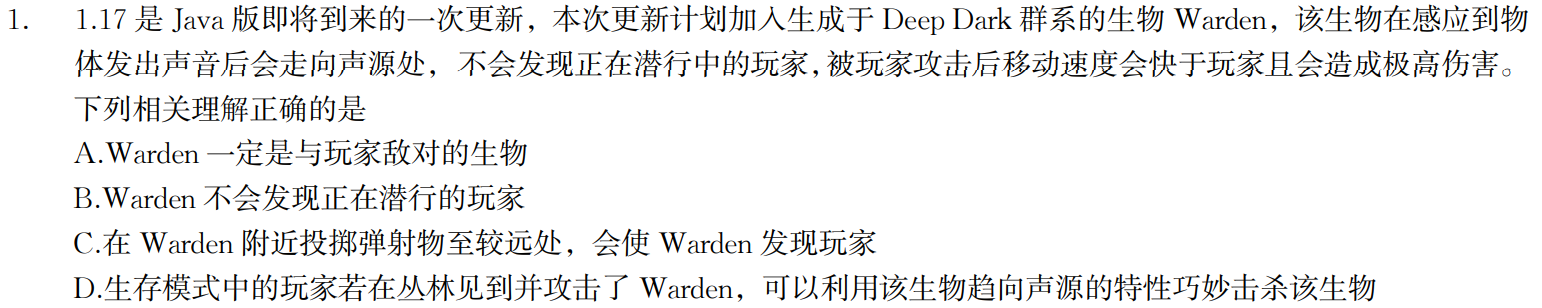 1. 1.17 是 Java 版即将到来的一次更新，本次更新计划加入生成于 Deep Dark 群系的生物 Warden，该生物在感应到物
体发出声音后会走向声源处，不会发现正在潜行中的玩家，被玩家攻击后移动速度会快于玩家且会造成极高伤害。
下列相关理解正确的是
A.Warden 一定是与玩家敌对的生物
B.Warden 不会发现正在潜行的玩家
C.在 Warden 附近投掷弹射物至较远处，会使 Warden 发现玩家
D.生存模式中的玩家若在丛林见到并攻击了 Warden，可以利用该生物趋向声源的特性巧妙击杀该生物